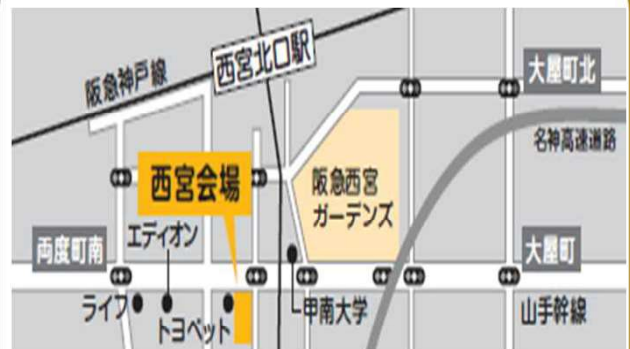 西宮北口駅
阪急神戸線
大屋町北
名神高速道路
西宮会場
阪急西宮
ガーデンズ
エディオン
両度町南
大屋町
ライフ
トヨペット
甲南大学
山手幹線